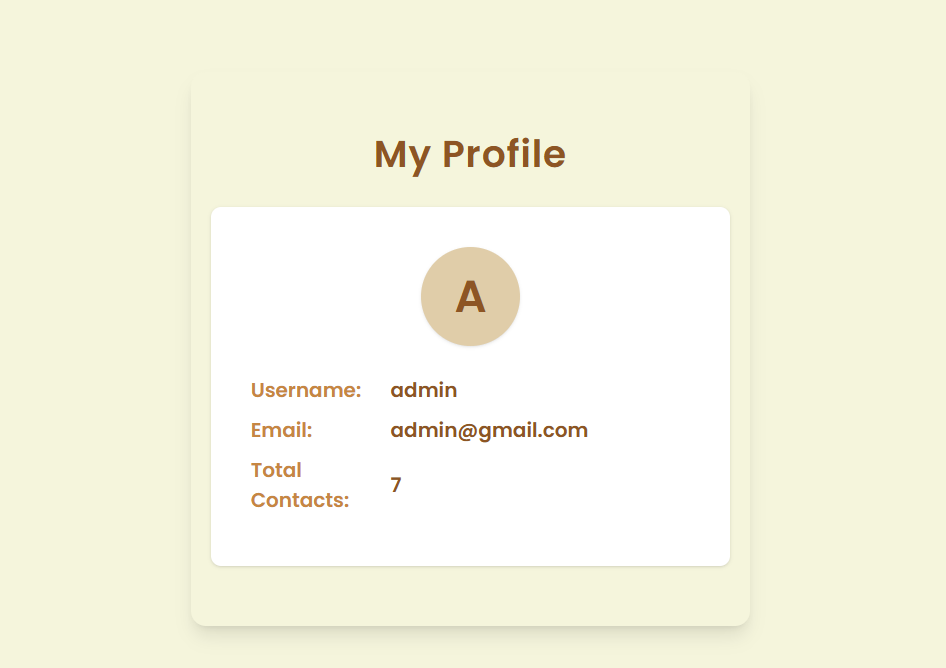 My Profile
A
Username: admin
Email: admin@gmail.com
Total
Contacts: 7